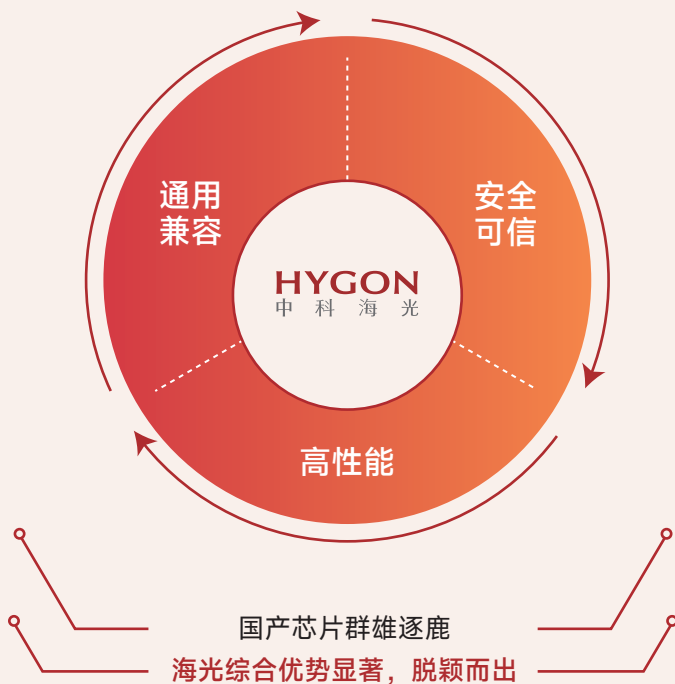 通用
兼容
安全
可信
HYGON
中科海光
高性能
国产芯片群雄逐鹿
海光综合优势显著，脱颖而出